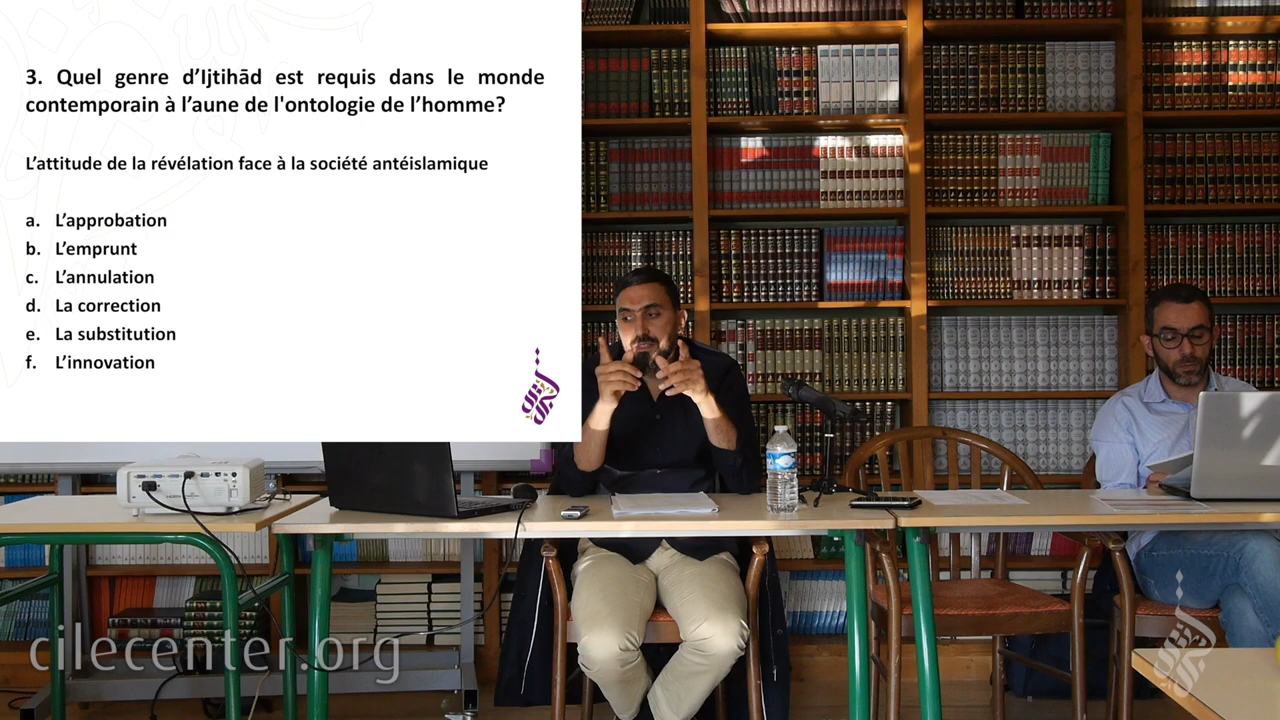 3. Quel genre d’Ijtihād est requis dans le monde
contemporain à l’aune de l'ontologie de l’homme?
L’attitude de la révélation face à la société antéislamique
a. L’approbation
b. L’emprunt
c. L’annulation
d. La correction
e. La substitution
f. L’innovation
cilecenter.org